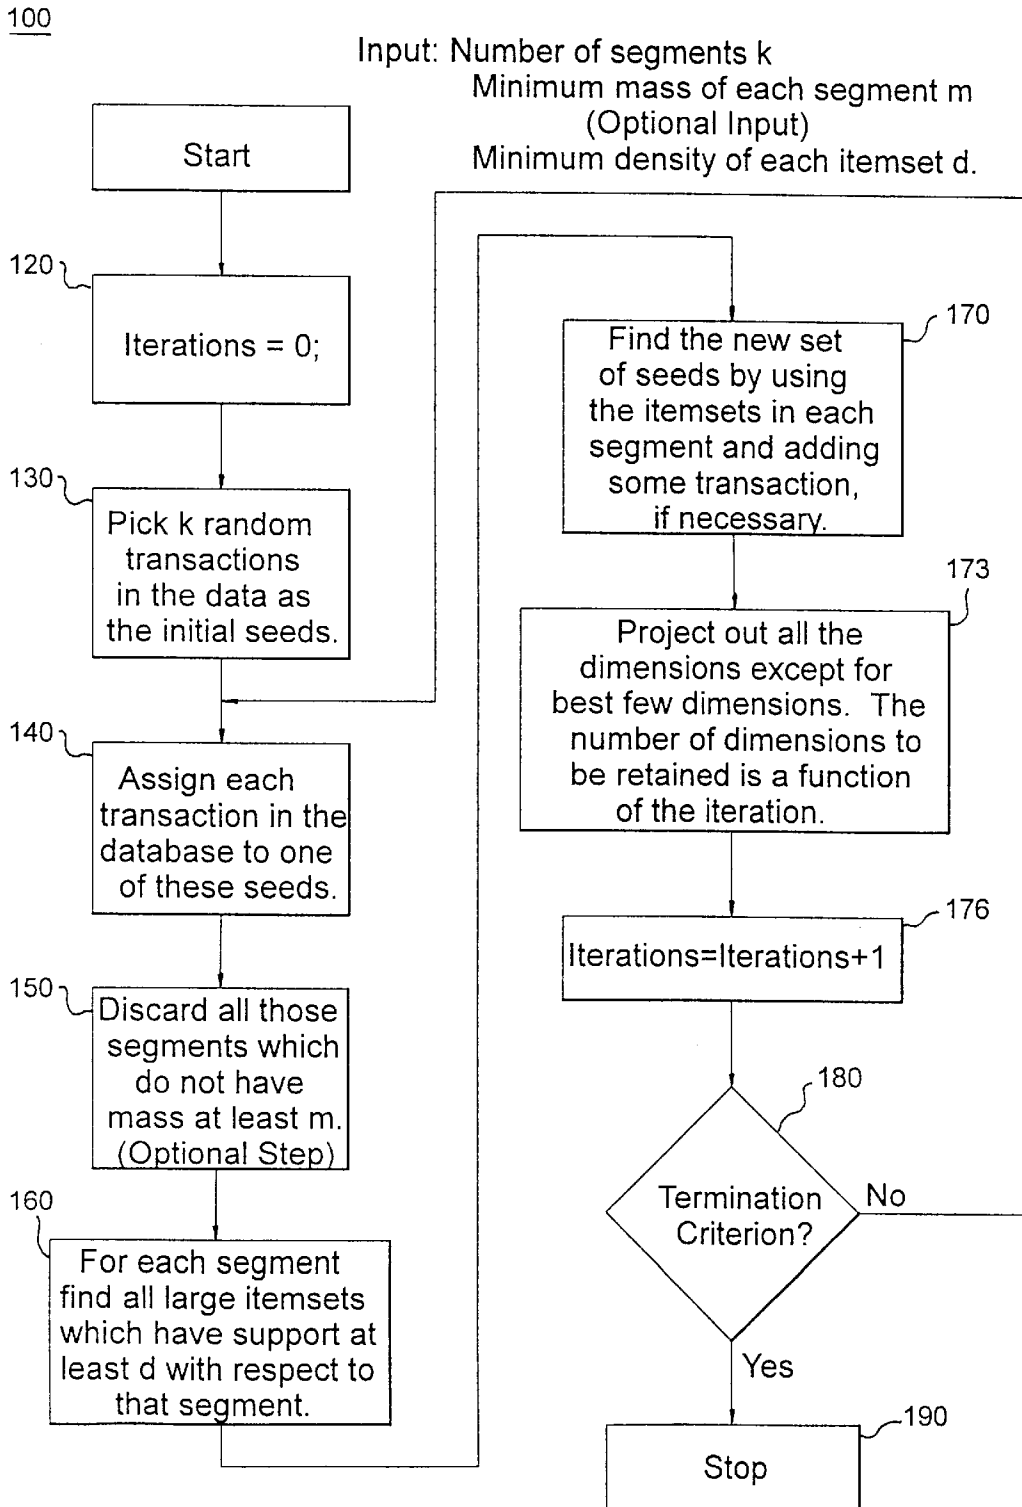 100
Input: Number of segments k
Minimum mass of each segment m
(Optional Input)
Minimum density of each itemset d.
Start
120
Iterations = 0;
130
Pick k random
transactions
in the data as
the initial seeds.
140
Assign each
transaction in the
database to one
of these seeds.
150
Discard all those
segments which
do not have
mass at least m.
(Optional Step)
160
For each segment
find all large itemsets
which have support at
least d with respect to
that segment.
170
Find the new set
of seeds by using
the itemsets in each
segment and adding
some transaction,
if necessary.
173
Project out all the
dimensions except for
best few dimensions. The
number of dimensions to
be retained is a function
of the iteration.
176
Iterations=Iterations+1
180
Termination
Criterion?
No
Yes
190
Stop